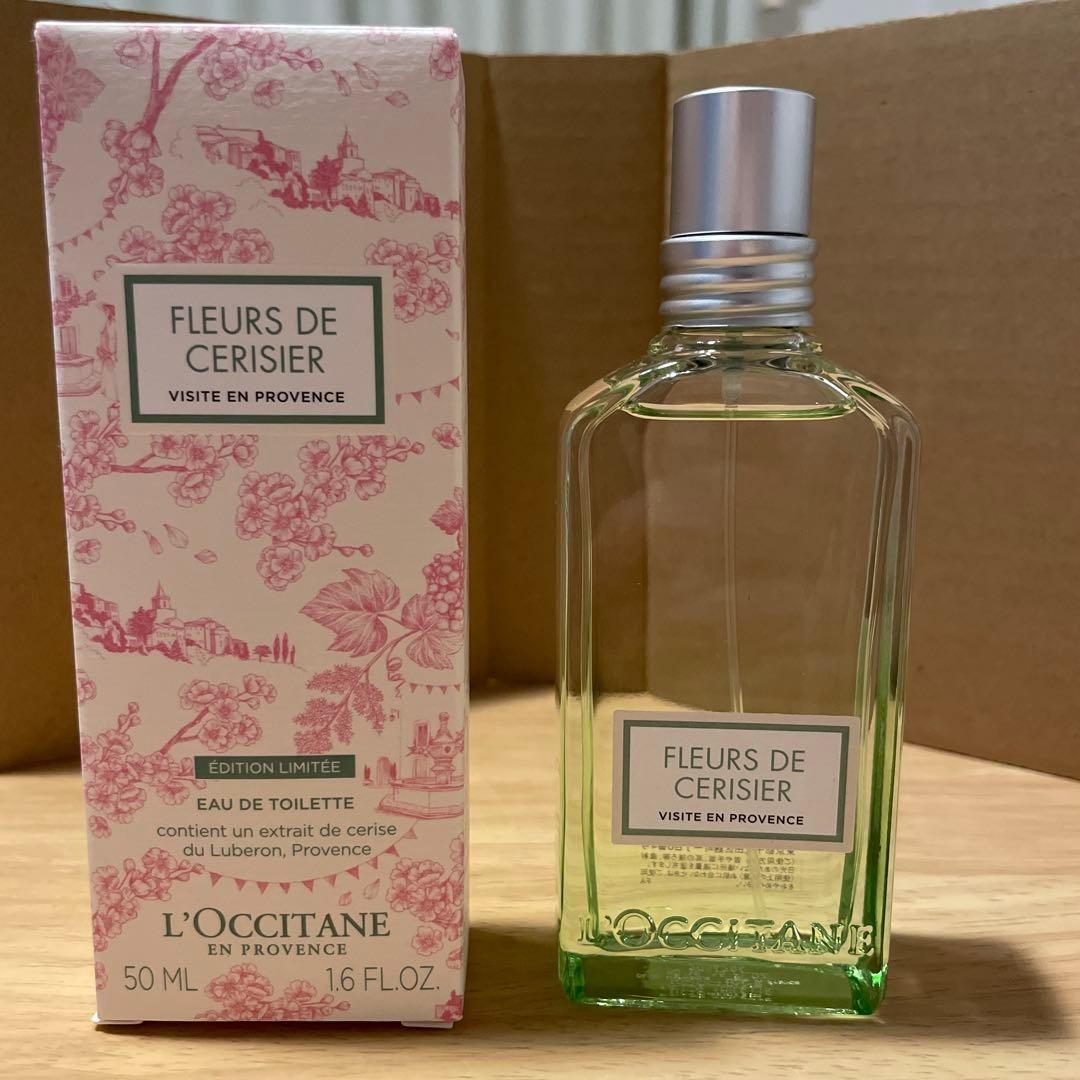 FLEURS DE
CERISIER
VISITE EN PROVENCE
ÉDITION LIMITÉE
EAU DE TOILETTE
contient un extrait de cerise
du Luberon, Provence
L'OCCITANE
EN PROVENCE
50 ML 1.6 FL.OZ.
FLEURS DE
CERISIER
VISITE EN PROVENCE
L'OCCITANE